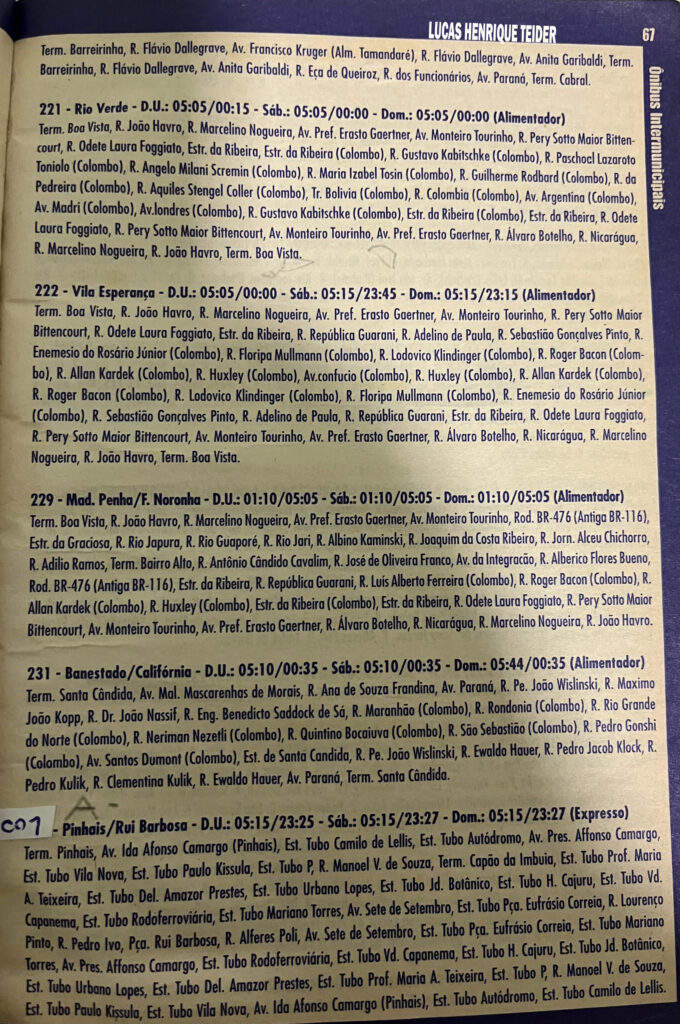 LUCAS HENRIQUE TEIDER
67
Ônibus Intermunicipais
Term. Barreirinha, R. Flávio Dallegrave, Av. Francisco Kruger (Alm. Tamandaré), R. Flávio Dallegrave, Av. Anita Garibaldi, Term.
Barreirinha, R. Flávio Dallegrave, Av. Anita Garibaldi, R. Eça de Queiroz, R. dos Funcionários, Av. Paraná, Term. Cabral.
221 - Rio Verde - D.U.: 05:05/00:15 - Sáb.: 05:05/00:00 - Dom.: 05:05/00:00 (Alimentador)
Term. Boa Vista, R. João Havro, R. Marcelino Nogueira, Av. Pref. Erasto Gaertner, Av. Monteiro Tourinho, R. Pery Sotto Maior Bitten-
court, R. Odete Laura Foggiato, Estr. da Ribeira, Estr. da Ribeira (Colombo), R. Gustavo Kabitschke (Colombo), R. Paschoal Lazaroto
Toniolo (Colombo), R. Angelo Milani Scremin (Colombo), R. Maria Izabel Tosin (Colombo), R. Guilherme Rodbard (Colombo), R. da
Pedreira (Colombo), R. Aquiles Stengel Coller (Colombo), Tr. Bolivia (Colombo), R. Colombia (Colombo), Av. Argentina (Colombo),
Av. Madri (Colombo), Av.londres (Colombo), R. Gustavo Kabitschke (Colombo), Estr. da Ribeira (Colombo), Estr. da Ribeira, R. Odete
Laura Foggiato, R. Pery Sotto Maior Bittencourt, Av. Monteiro Tourinho, Av. Pref. Erasto Gaertner, R. Álvaro Botelho, R. Nicarágua,
R. Marcelino Nogueira, R. João Havro, Term. Boa Vista.
222 - Vila Esperança - D.U.: 05:05/00:00 - Sáb.: 05:15/23:45 - Dom.: 05:15/23:15 (Alimentador)
Term. Boa Vista, R. João Havro, R. Marcelino Nogueira, Av. Pref. Erasto Gaertner, Av. Monteiro Tourinho, R. Pery Sotto Maior
Bittencourt, R. Odete Laura Foggiato, Estr. da Ribeira, R. República Guarani, R. Adelino de Paula, R. Sebastião Gonçalves Pinto, R.
Enemesio do Rosário Júnior (Colombo), R. Floripa Mullmann (Colombo), R. Lodovico Klindinger (Colombo), R. Roger Bacon (Colom-
bo), R. Allan Kardek (Colombo), R. Huxley (Colombo), Av.confucio (Colombo), R. Huxley (Colombo), R. Allan Kardek (Colombo),
R. Roger Bacon (Colombo), R. Lodovico Klindinger (Colombo), R. Floripa Mullmann (Colombo), R. Enemesio do Rosário Júnior
(Colombo), R. Sebastião Gonçalves Pinto, R. Adelino de Paula, R. República Guarani, Estr. da Ribeira, R. Odete Laura Foggiato,
R. Pery Sotto Maior Bittencourt, Av. Monteiro Tourinho, Av. Pref. Erasto Gaertner, R. Álvaro Botelho, R. Nicarágua, R. Marcelino
Nogueira, R. João Havro, Term. Boa Vista.
229 - Mad. Penha/F. Noronha - D.U.: 01:10/05:05 - Sáb.: 01:10/05:05 - Dom.: 01:10/05:05 (Alimentador)
Term. Boa Vista, R. João Havro, R. Marcelino Nogueira, Av. Pref. Erasto Gaertner, Av. Monteiro Tourinho, Rod. BR-476 (Antiga BR-116),
Estr. da Graciosa, R. Rio Japura, R. Rio Guaporé, R. Rio Jari, R. Albino Kaminski, R. Joaquim da Costa Ribeiro, R. Jorn. Alceu Chichorro,
R. Adilio Ramos, Term. Bairro Alto, R. Antônio Cândido Cavalim, R. José de Oliveira Franco, Av. da Integracão, R. Alberico Flores Bueno,
Rod. BR-476 (Antiga BR-116), Estr. da Ribeira, R. República Guarani, R. Luís Alberto Ferreira (Colombo), R. Roger Bacon (Colombo), R.
Allan Kardek (Colombo), R. Huxley (Colombo), Estr. da Ribeira (Colombo), Estr. da Ribeira, R. Odete Laura Foggiato, R. Pery Sotto Maior
Bittencourt, Av. Monteiro Tourinho, Av. Pref. Erasto Gaertner, R. Álvaro Botelho, R. Nicarágua, R. Marcelino Nogueira, R. João Havro.
231 - Banestado/Califórnia - D.U.: 05:10/00:35 - Sáb.: 05:10/00:35 - Dom.: 05:44/00:35 (Alimentador)
Term. Santa Cândida, Av. Mal. Mascarenhas de Morais, R. Ana de Souza Frandina, Av. Paraná, R. Pe. João Wislinski, R. Maximo
João Kopp, R. Dr. João Nassif, R. Eng. Benedicto Saddock de Sá, R. Maranhão (Colombo), R. Rondonia (Colombo), R. Rio Grande
do Norte (Colombo), R. Neriman Nezetli (Colombo), R. Quintino Bocaiuva (Colombo), R. São Sebastião (Colombo), R. Pedro Gonshi
(Colombo), Av. Santos Dumont (Colombo), Est. de Santa Candida, R. Pe. João Wislinski, R. Ewaldo Hauer, R. Pedro Jacob Klock, R.
Pedro Kulik, R. Clementina Kulik, R. Ewaldo Hauer, Av. Paraná, Term. Santa Cândida.
A-
C01 - Pinhais/Rui Barbosa - D.U.: 05:15/23:25 - Sáb.: 05:15/23:27 - Dom.: 05:15/23:27 (Expresso)
Term. Pinhais, Av. Ida Afonso Camargo (Pinhais), Est. Tubo Camilo de Lellis, Est. Tubo Autódromo, Av. Pres. Affonso Camargo,
Est. Tubo Vila Nova, Est. Tubo Paulo Kissula, Est. Tubo P, R. Manoel V. de Souza, Term. Capão da Imbuia, Est. Tubo Prof. Maria
A. Teixeira, Est. Tubo Del. Amazor Prestes, Est. Tubo Urbano Lopes, Est. Tubo Jd. Botânico, Est. Tubo H. Cajuru, Est. Tubo Vd.
Capanema, Est. Tubo Rodoferroviária, Est. Tubo Mariano Torres, Av. Sete de Setembro, Est. Tubo Pça. Eufrásio Correia, R. Lourenço
Pinto, R. Pedro Ivo, Pça. Rui Barbosa, R. Alferes Poli, Av. Sete de Setembro, Est. Tubo Pça. Eufrásio Correia, Est. Tubo Mariano
Torres, Av. Pres. Affonso Camargo, Est. Tubo Rodoferroviária, Est. Tubo Vd. Capanema, Est. Tubo H. Cajuru, Est. Tubo Jd. Botânico,
Est. Tubo Urbano Lopes, Est. Tubo Del. Amazor Prestes, Est. Tubo Prof. Maria A. Teixeira, Est. Tubo P, R. Manoel V. de Souza,
Est. Tubo Paulo Kissula, Est. Tubo Vila Nova, Av. Ida Afonso Camargo (Pinhais), Est. Tubo Autódromo, Est. Tubo Camilo de Lellis.